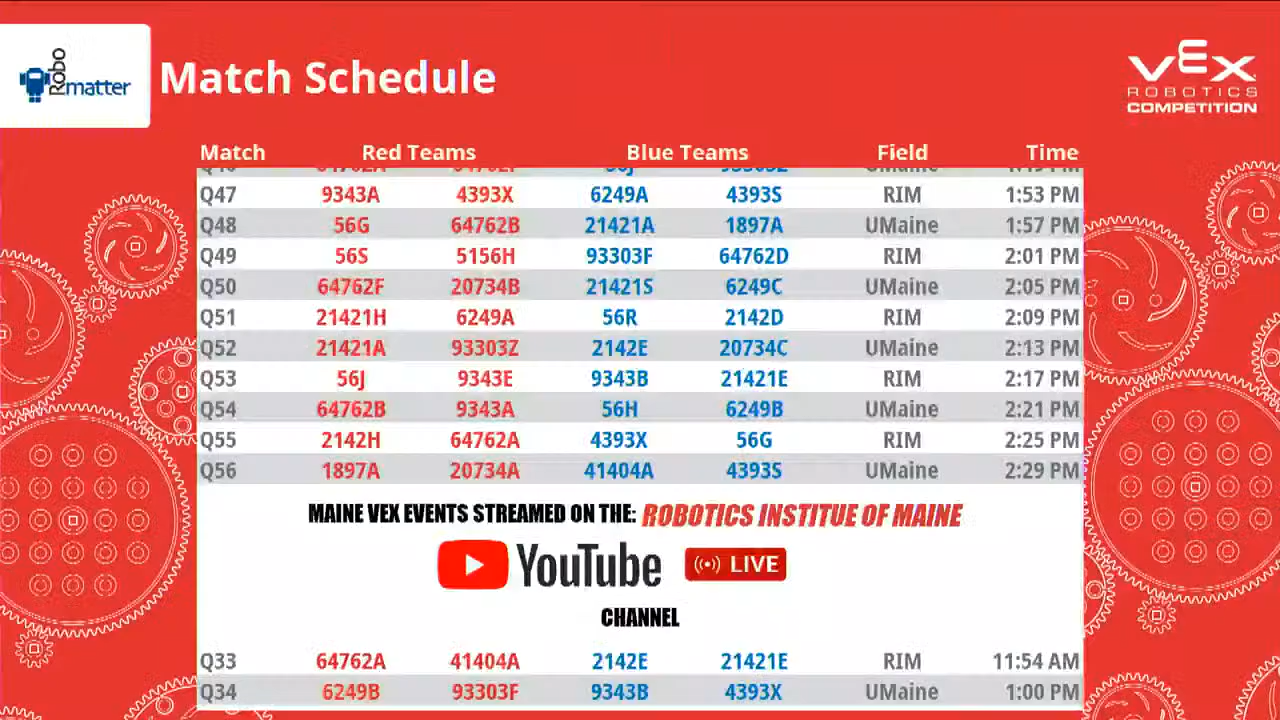 Robo
matter
Match Schedule
VEX
ROBOTICS
COMPETITION
Match Red Teams Blue Teams Field Time
Q47 9343A 4393X 6249A 4393S RIM 1:53 PM
Q48 56G 64762B 21421A 1897A UMaine 1:57 PM
Q49 56S 5156H 93303F 64762D RIM 2:01 PM
Q50 64762F 20734B 21421S 6249C UMaine 2:05 PM
Q51 21421H 6249A 56R 2142D RIM 2:09 PM
Q52 21421A 93303Z 2142E 20734C UMaine 2:13 PM
Q53 56J 9343E 9343B 21421E RIM 2:17 PM
Q54 64762B 9343A 56H 6249B UMaine 2:21 PM
Q55 2142H 64762A 4393X 56G RIM 2:25 PM
Q56 1897A 20734A 41404A 4393S UMaine 2:29 PM
MAINE VEX EVENTS STREAMED ON THE: ROBOTICS INSTITUE OF MAINE
YouTube LIVE
CHANNEL
Q33 64762A 41404A 2142E 21421E RIM 11:54 AM
Q34 6249B 93303F 9343B 4393X UMaine 1:00 PM